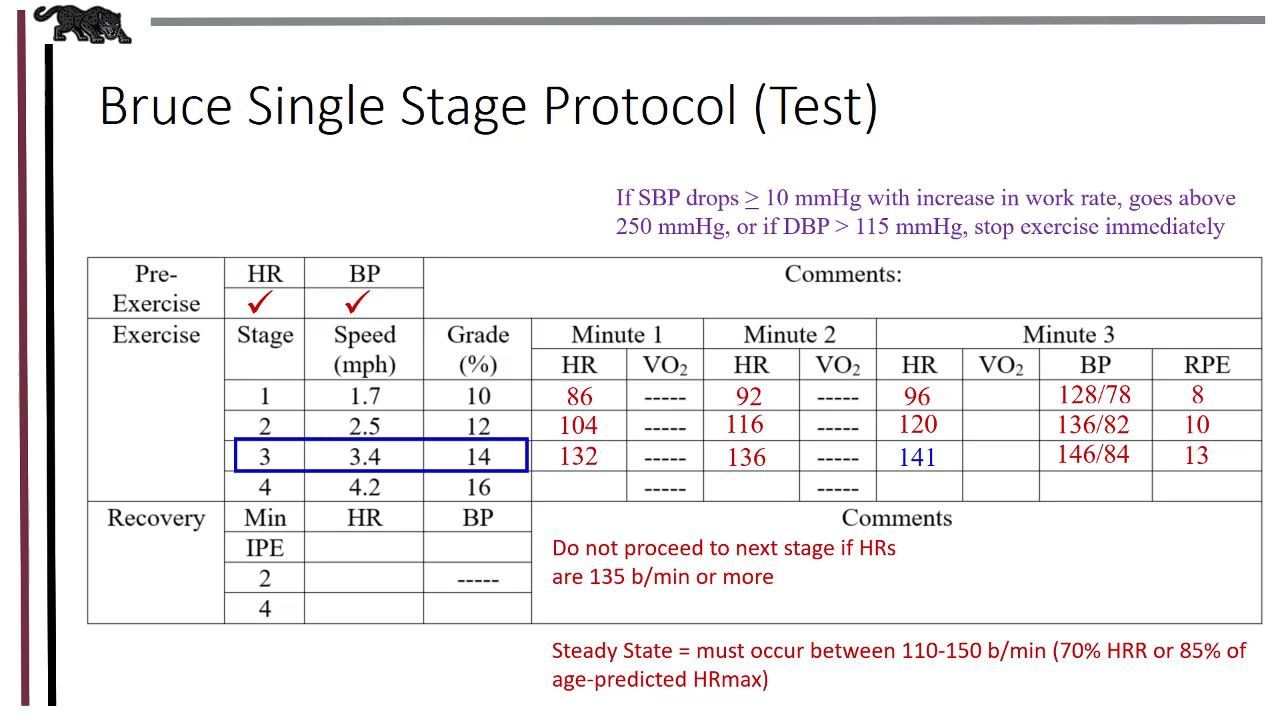 Bruce Single Stage Protocol (Test)
If SBP drops ≥ 10 mmHg with increase in work rate, goes above
250 mmHg, or if DBP > 115 mmHg, stop exercise immediately
Pre-Exercise HR BP Comments:
✓ ✓
Exercise Stage Speed (mph) Grade (%) Minute 1 Minute 2 Minute 3
HR VO₂ HR VO₂ HR VO₂ BP RPE
1 1.7 10 86 ----- 92 ----- 96 128/78 8
2 2.5 12 104 ----- 116 ----- 120 136/82 10
3 3.4 14 132 ----- 136 ----- 141 146/84 13
4 4.2 16 ----- -----
Recovery Min HR BP Comments
IPE
2 -----
4
Do not proceed to next stage if HRs
are 135 b/min or more
Steady State = must occur between 110-150 b/min (70% HRR or 85% of
age-predicted HRmax)